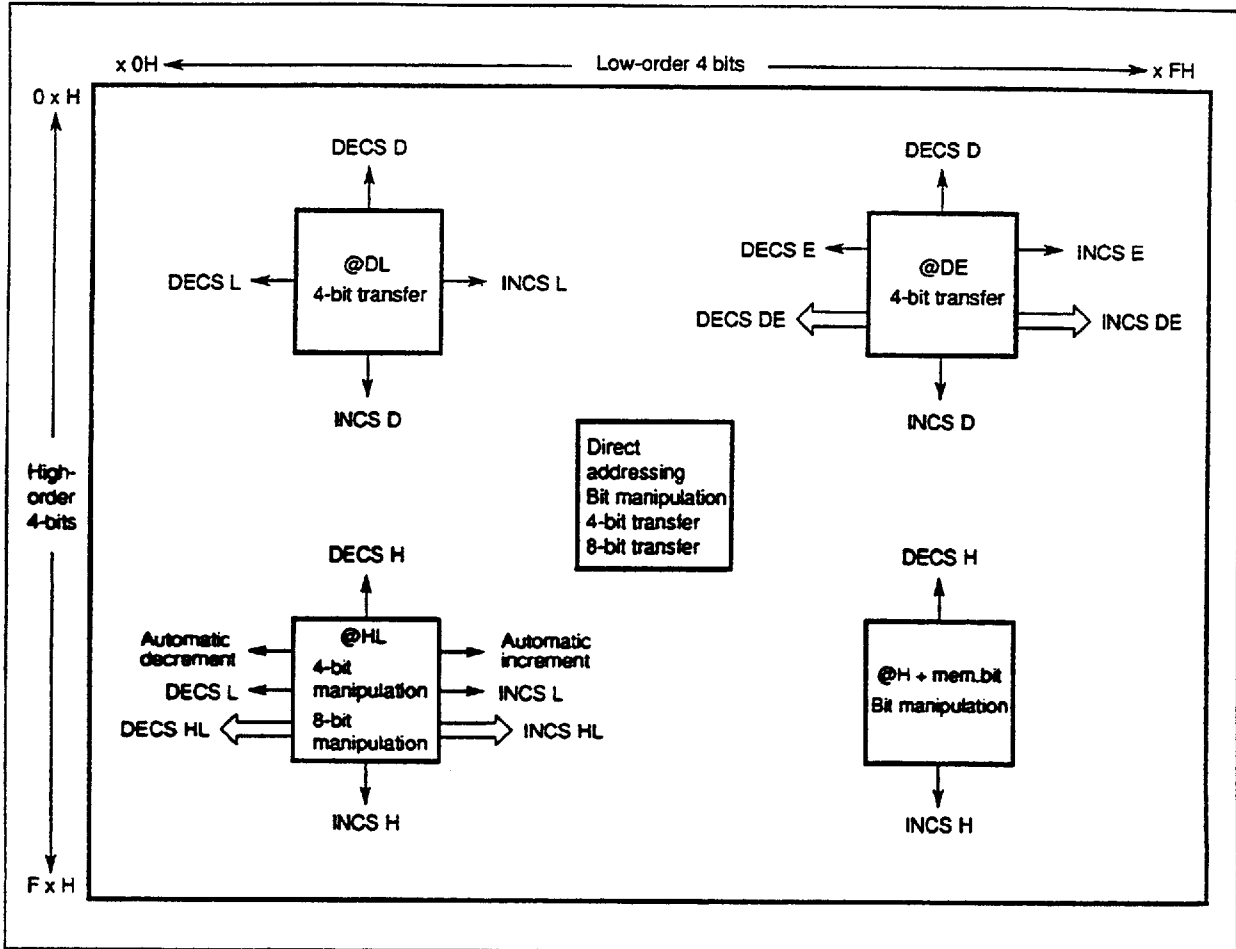 x 0H
Low-order 4 bits
x FH
0 x H
High-
order
4-bits
F x H
DECS D
DECS L
@DL
4-bit transfer
INCS L
INCS D
DECS D
DECS E
@DE
4-bit transfer
INCS E
DECS DE
INCS DE
INCS D
Direct
addressing
Bit manipulation
4-bit transfer
8-bit transfer
DECS H
Automatic
decrement
DECS L
DECS HL
@HL
4-bit
manipulation
8-bit
manipulation
Automatic
increment
INCS L
INCS HL
INCS H
DECS H
@H + mem.bit
Bit manipulation
INCS H